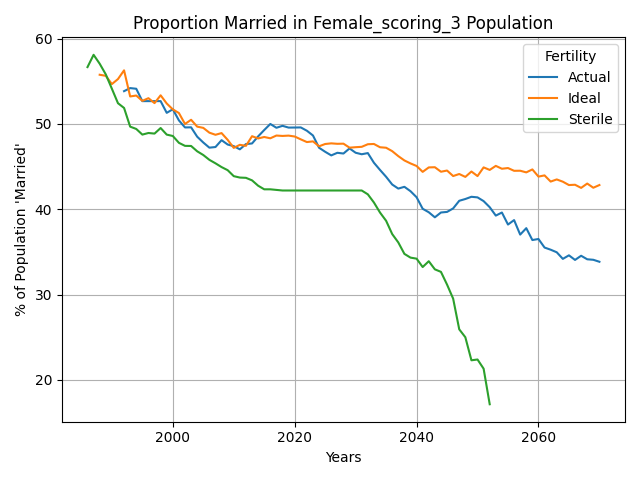 Proportion Married in Female_scoring_3 Population
% of Population 'Married'
60
50
40
30
20
Fertility
Actual
Ideal
Sterile
2000
2020
2040
2060
Years